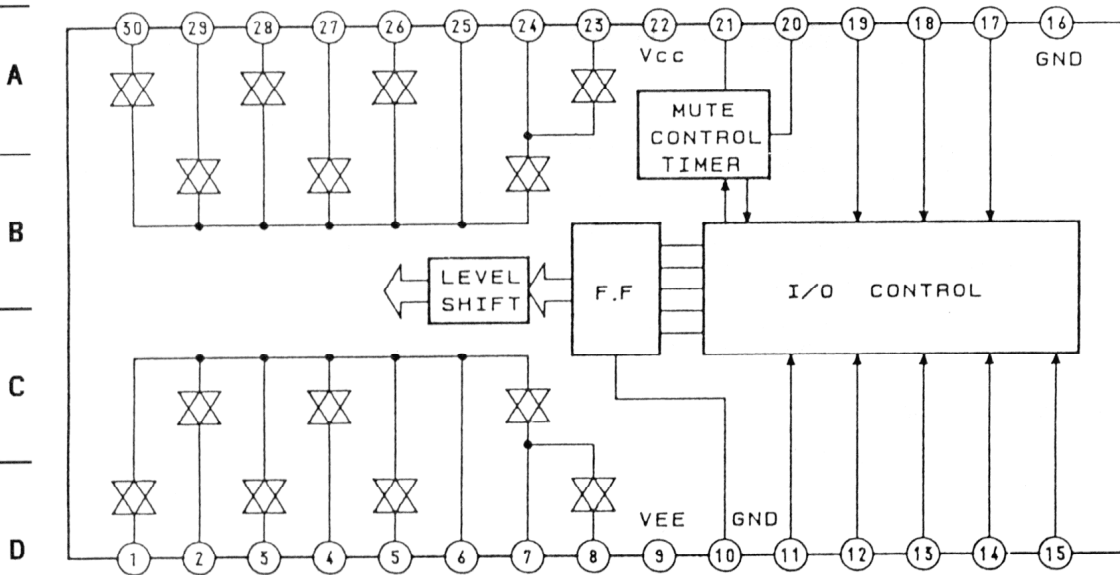 30 29 28 27 26 25 24 23 22 21 20 19 18 17 16
Vcc
GND
A
MUTE
CONTROL
TIMER
B
LEVEL
SHIFT
F.F
I/O CONTROL
C
VEE
GND
D
1 2 3 4 5 6 7 8 9 10 11 12 13 14 15